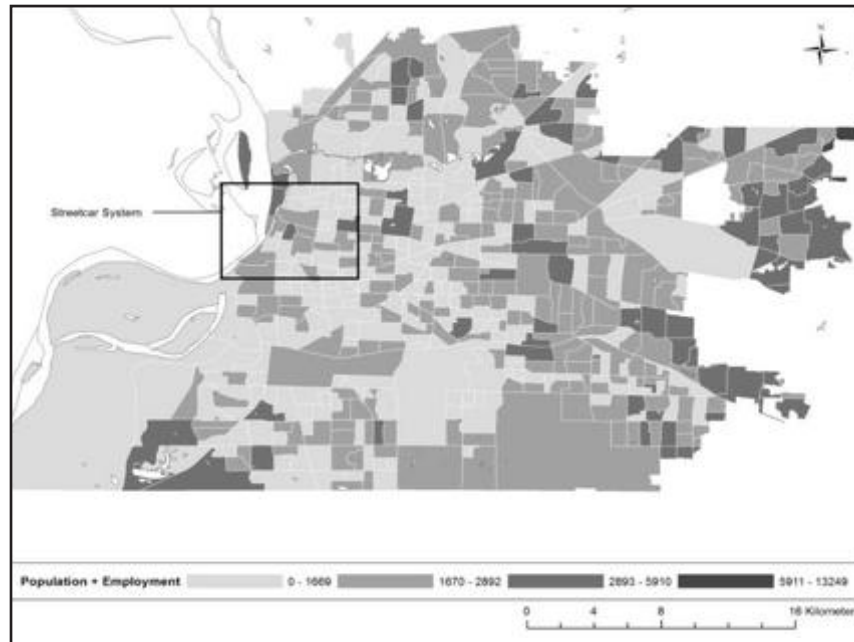 N
Streetcar System
Population + Employment 0 - 1669 1670 - 2892 2893 - 5910 5911 - 13249
0 4 8 16 Kilometer